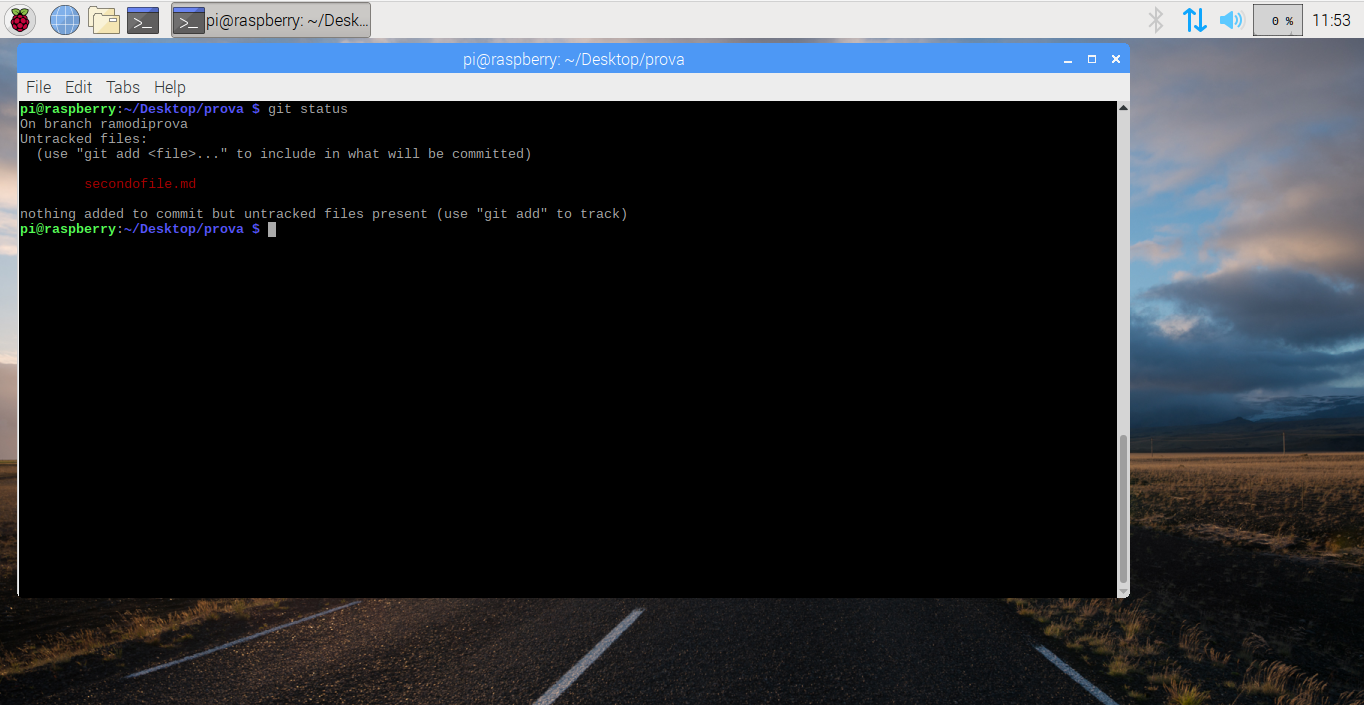 pi@raspberry: ~/Desk...
0 %
11:53
pi@raspberry: ~/Desktop/prova
File Edit Tabs Help
pi@raspberry:~/Desktop/prova $ git status
On branch ramodiprova
Untracked files:
  (use "git add <file>..." to include in what will be committed)
        secondofile.md
nothing added to commit but untracked files present (use "git add" to track)
pi@raspberry:~/Desktop/prova $